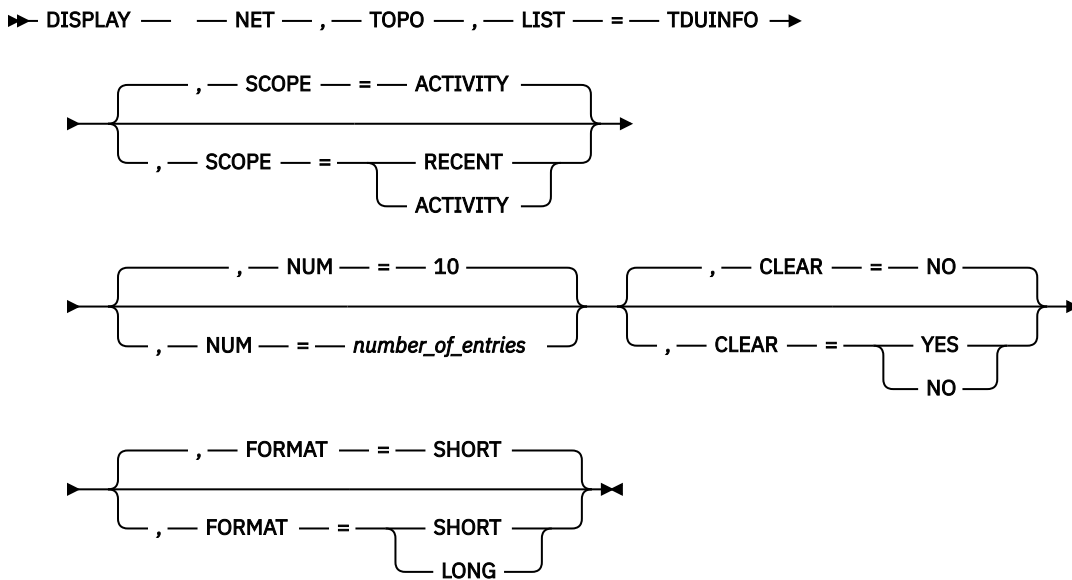 DISPLAY NET , TOPO , LIST = TDUINFO
, SCOPE = ACTIVITY
, SCOPE = RECENT
ACTIVITY
, NUM = 10 , CLEAR = NO
, NUM = number_of_entries , CLEAR = YES
NO
, FORMAT = SHORT
, FORMAT = SHORT
LONG